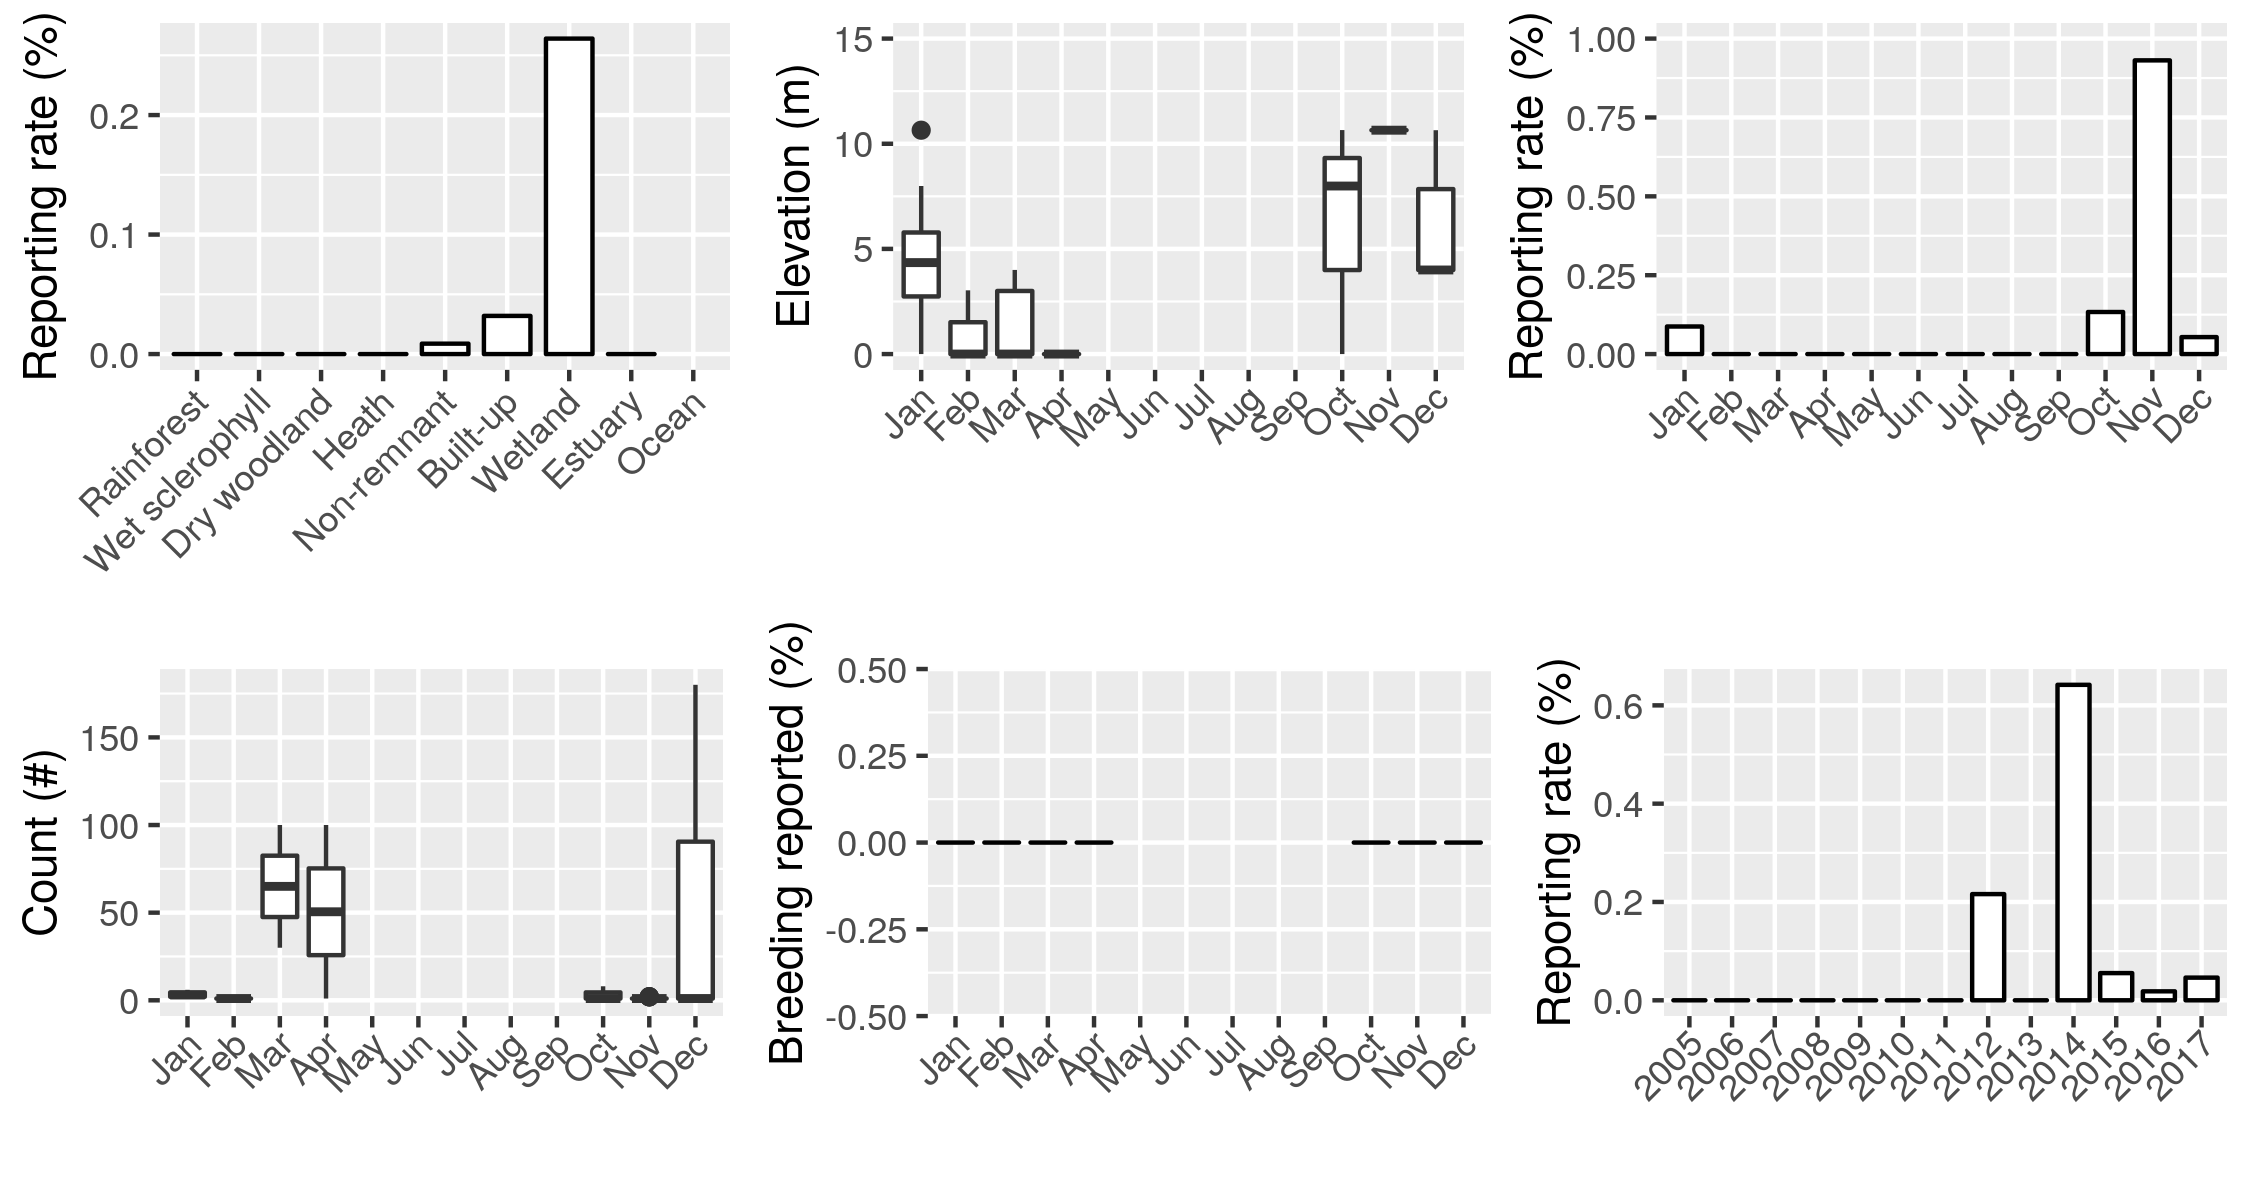 Reporting rate (%)
0.2
0.1
0.0
Rainforest
Wet sclerophyll
Dry woodland
Heath
Non-remnant
Built-up
Wetland
Estuary
Ocean
Elevation (m)
15
10
5
0
Jan
Feb
Mar
Apr
May
Jun
Jul
Aug
Sep
Oct
Nov
Dec
Reporting rate (%)
1.00
0.75
0.50
0.25
0.00
Jan
Feb
Mar
Apr
May
Jun
Jul
Aug
Sep
Oct
Nov
Dec
Count (#)
150
100
50
0
Jan
Feb
Mar
Apr
May
Jun
Jul
Aug
Sep
Oct
Nov
Dec
Breeding reported (%)
0.50
0.25
0.00
-0.25
-0.50
Jan
Feb
Mar
Apr
May
Jun
Jul
Aug
Sep
Oct
Nov
Dec
Reporting rate (%)
0.6
0.4
0.2
0.0
2005
2006
2007
2008
2009
2010
2011
2012
2013
2014
2015
2016
2017